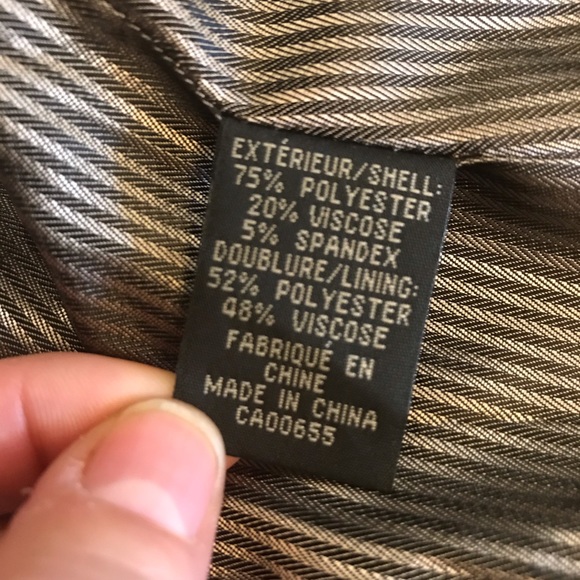 EXTÉRIEUR/SHELL:
75% POLYESTER
20% VISCOSE
5% SPANDEX
DOUBLURE/LINING:
52% POLYESTER
48% VISCOSE
FABRIQUÉ EN
CHINE
MADE IN CHINA
CA00655